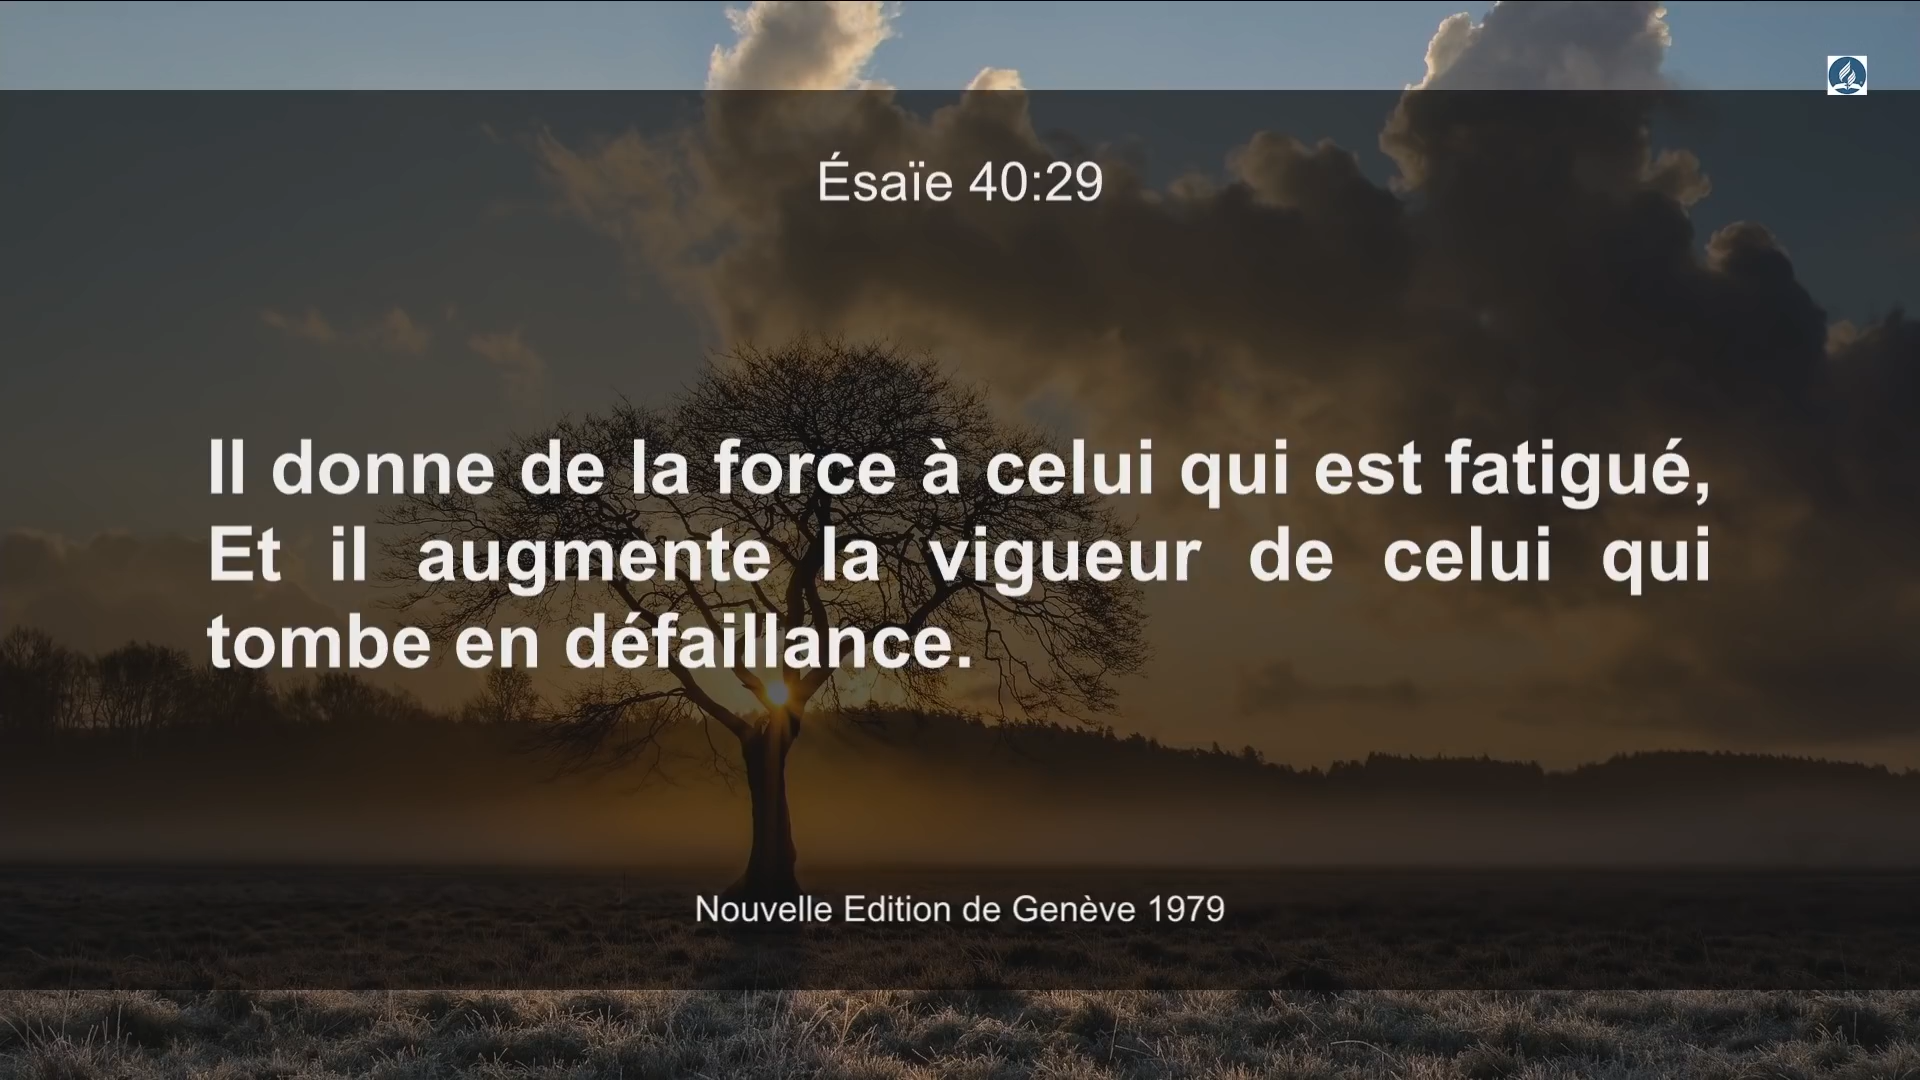 Ésaïe 40:29
Il donne de la force à celui qui est fatigué,
Et il augmente la vigueur de celui qui
tombe en défaillance.
Nouvelle Edition de Genève 1979